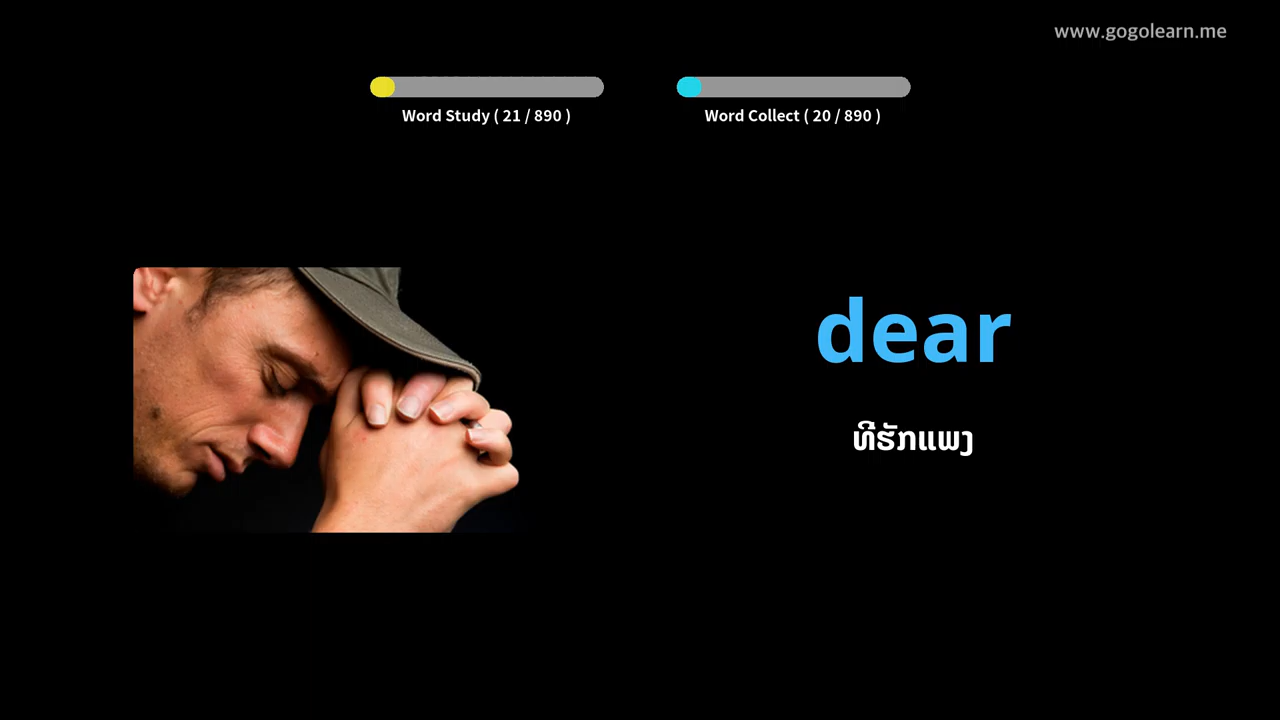 www.gogolearn.me
Word Study ( 21 / 890 )
Word Collect ( 20 / 890 )
dear
ທີຮັກແພງ